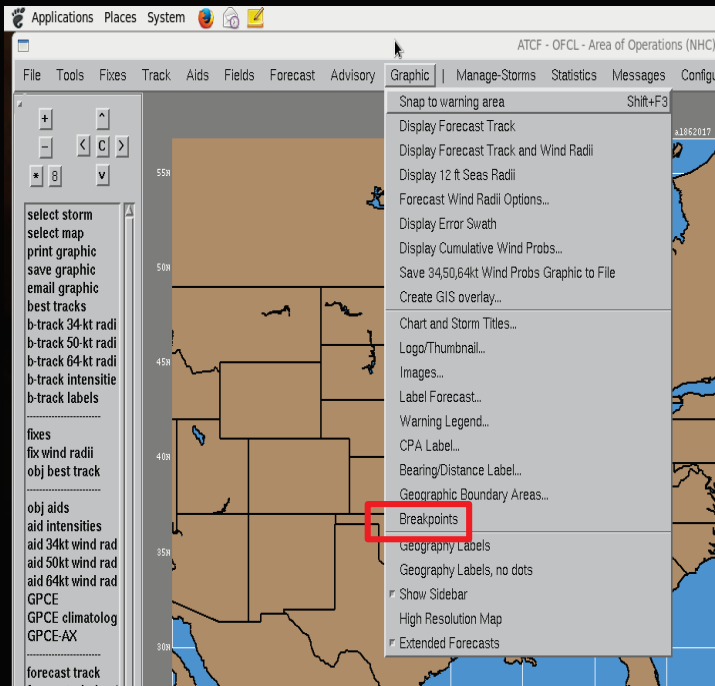 Applications Places System
ATCF - OFCL - Area of Operations (NHC)
File Tools Fixes Track Aids Fields Forecast Advisory Graphic | Manage-Storms Statistics Messages Configu
+ ^
- < C >
* 8 v
select storm
select map
print graphic
save graphic
email graphic
best tracks
b-track 34-kt radi
b-track 50-kt radi
b-track 64-kt radi
b-track intensitie
b-track labels
------------------------
fixes
fix wind radii
obj best track
------------------------
obj aids
aid intensities
aid 34kt wind rad
aid 50kt wind rad
aid 64kt wind rad
GPCE
GPCE climatolog
GPCE-AX
------------------------
forecast track
Snap to warning area Shift+F3
Display Forecast Track
Display Forecast Track and Wind Radii
Display 12 ft Seas Radii
Forecast Wind Radii Options...
Display Error Swath
Display Cumulative Wind Probs...
Save 34,50,64kt Wind Probs Graphic to File
Create GIS overlay...
Chart and Storm Titles...
Logo/Thumbnail...
Images...
Label Forecast...
Warning Legend...
CPA Label...
Bearing/Distance Label...
Geographic Boundary Areas...
Breakpoints
Geography Labels
Geography Labels, no dots
Show Sidebar
High Resolution Map
Extended Forecasts
al862017
55N
50N
45N
40N
35N
30N